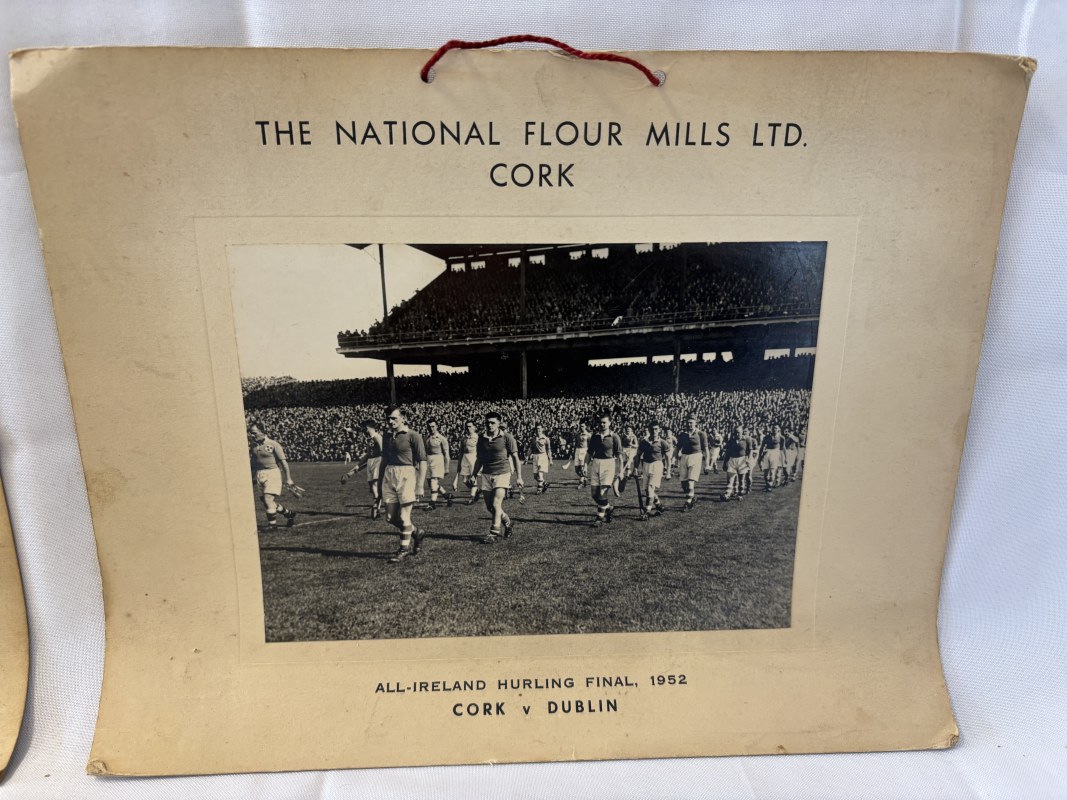 THE NATIONAL FLOUR MILLS LTD.
CORK
ALL-IRELAND HURLING FINAL, 1952
CORK v DUBLIN